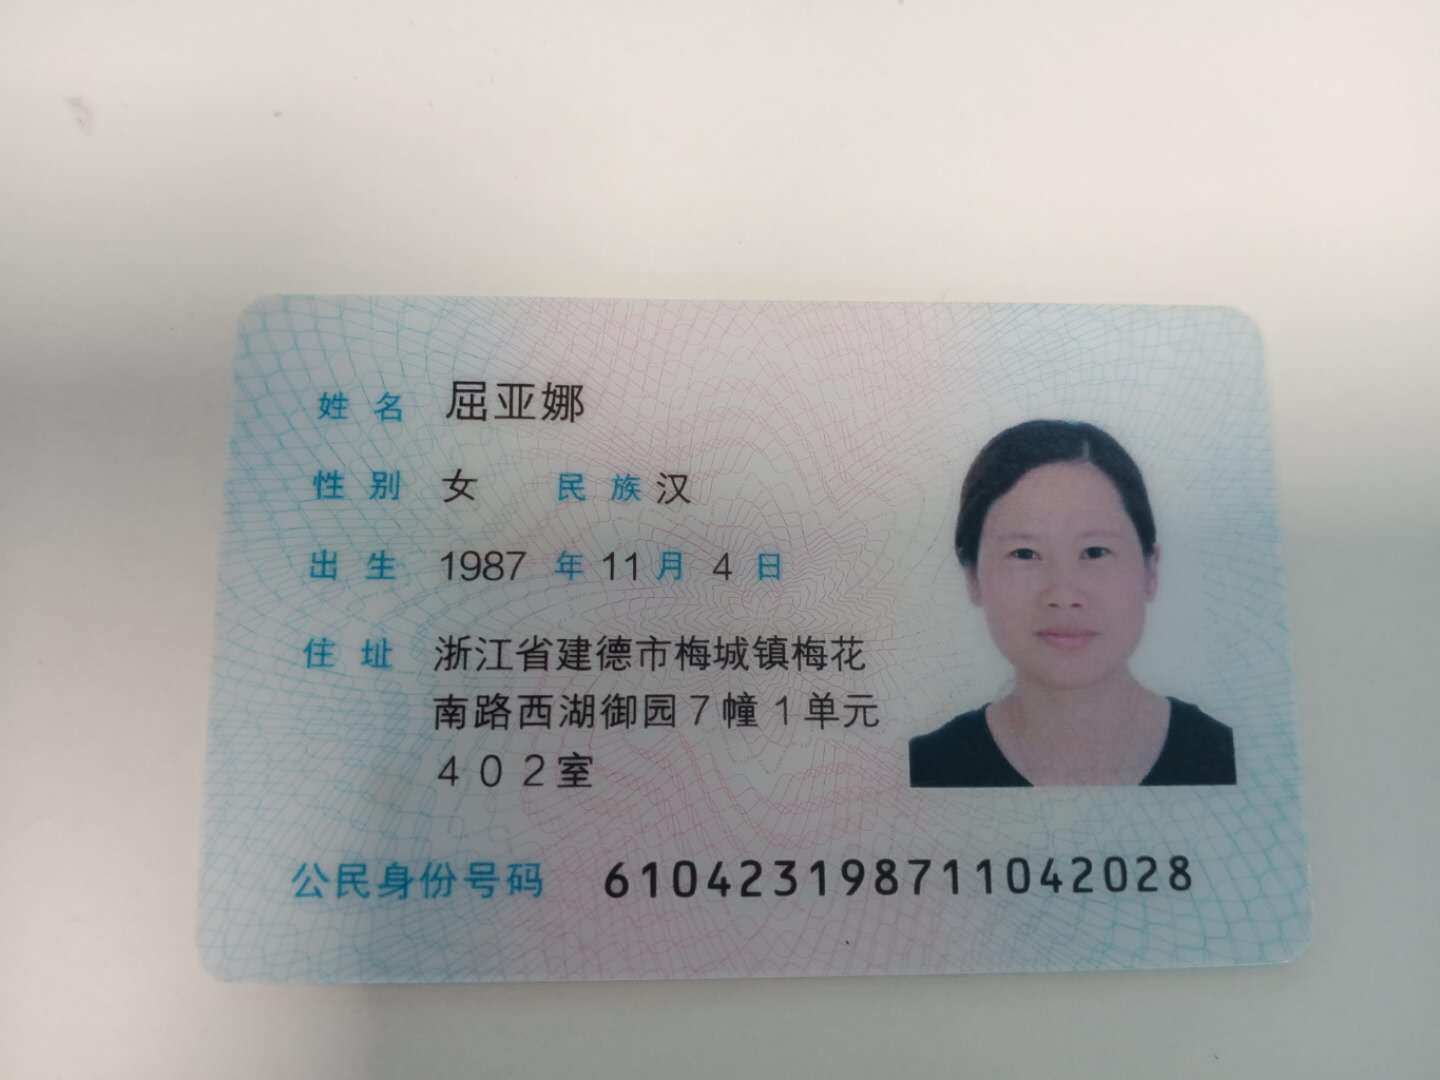 姓名 屈亚娜
性别 女 民族 汉
出生 1987 年 11 月 4 日
住址 浙江省建德市梅城镇梅花
南路西湖御园7幢1单元
402室
公民身份号码 610423198711042028